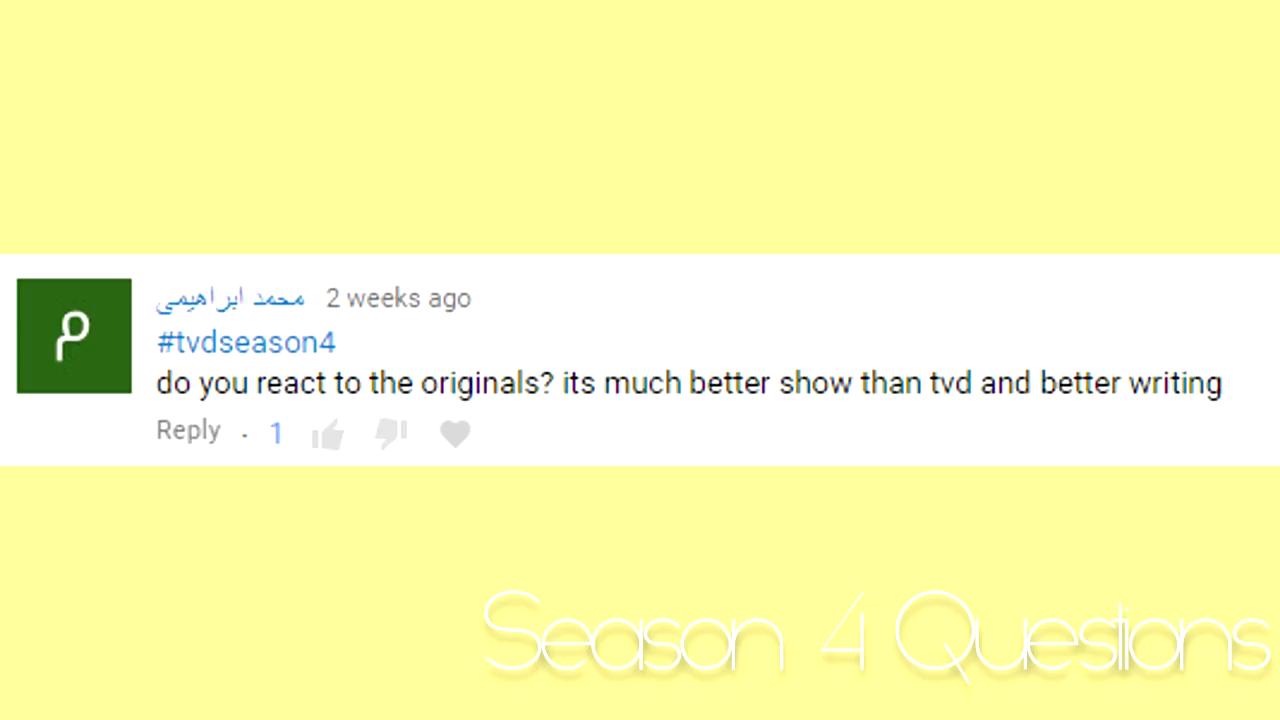 م
محمد ابراهیمی 2 weeks ago
#tvdseason4
do you react to the originals? its much better show than tvd and better writing
Reply . 1
Season 4 Questions